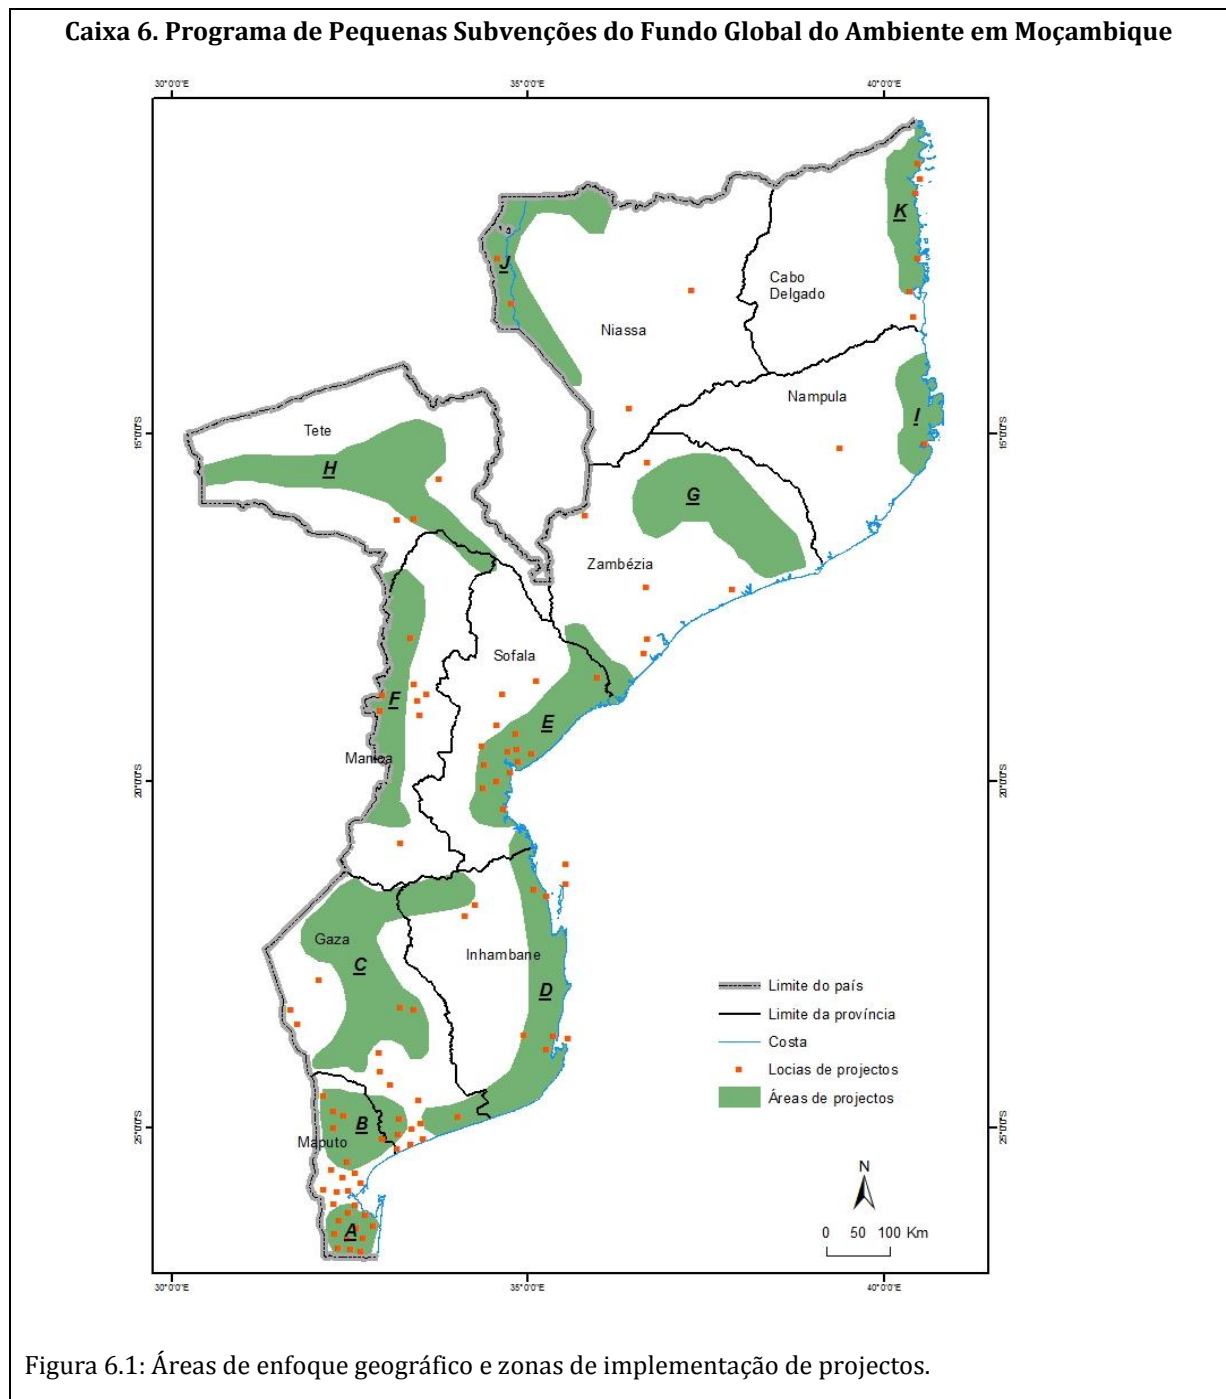 Caixa 6. Programa de Pequenas Subvenções do Fundo Global do Ambiente em Moçambique
30°0'0"E
35°0'0"E
40°0'0"E
K
J
Cabo
Delgado
Niassa
Nampula
I
15°0'0"S
15°0'0"S
Tete
H
G
Zambézia
Sofala
F
E
Manica
20°0'0"S
20°0'0"S
Gaza
C
Inhambane
D
Limite do país
Limite da província
Costa
Locias de projectos
Áreas de projectos
25°0'0"S
25°0'0"S
B
Maputo
N
A
0 50 100 Km
30°0'0"E
35°0'0"E
40°0'0"E
Figura 6.1: Áreas de enfoque geográfico e zonas de implementação de projectos.